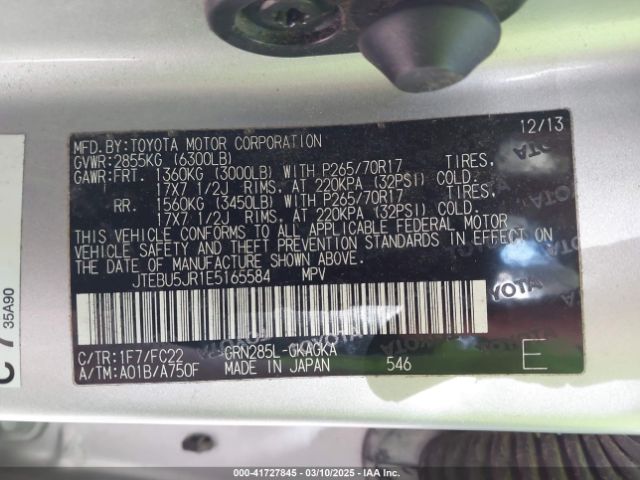 12/13
MFD.BY:TOYOTA MOTOR CORPORATION
GVWR:2855KG (6300LB)
GAWR:FRT. 1360KG (3000LB) WITH P265/70R17 TIRES,
17X7 1/2J RIMS. AT 220KPA (32PSI) COLD.
RR. 1560KG (3450LB) WITH P265/70R17 TIRES,
17X7 1/2J RIMS. AT 220KPA (32PSI) COLD.
THIS VEHICLE CONFORMS TO ALL APPLICABLE FEDERAL MOTOR
VEHICLE SAFETY AND THEFT PREVENTION STANDARDS IN EFFECT ON
THE DATE OF MANUFACTURE SHOWN ABOVE.
JTEBU5JR1E5165584 MPV
C/TR:1F7/FC22 GRN285L-GKAGKA
A/TM:A01B/A750F MADE IN JAPAN 546 E
35A90
00-41727845 — 03/10/2025 — IAA Inc.